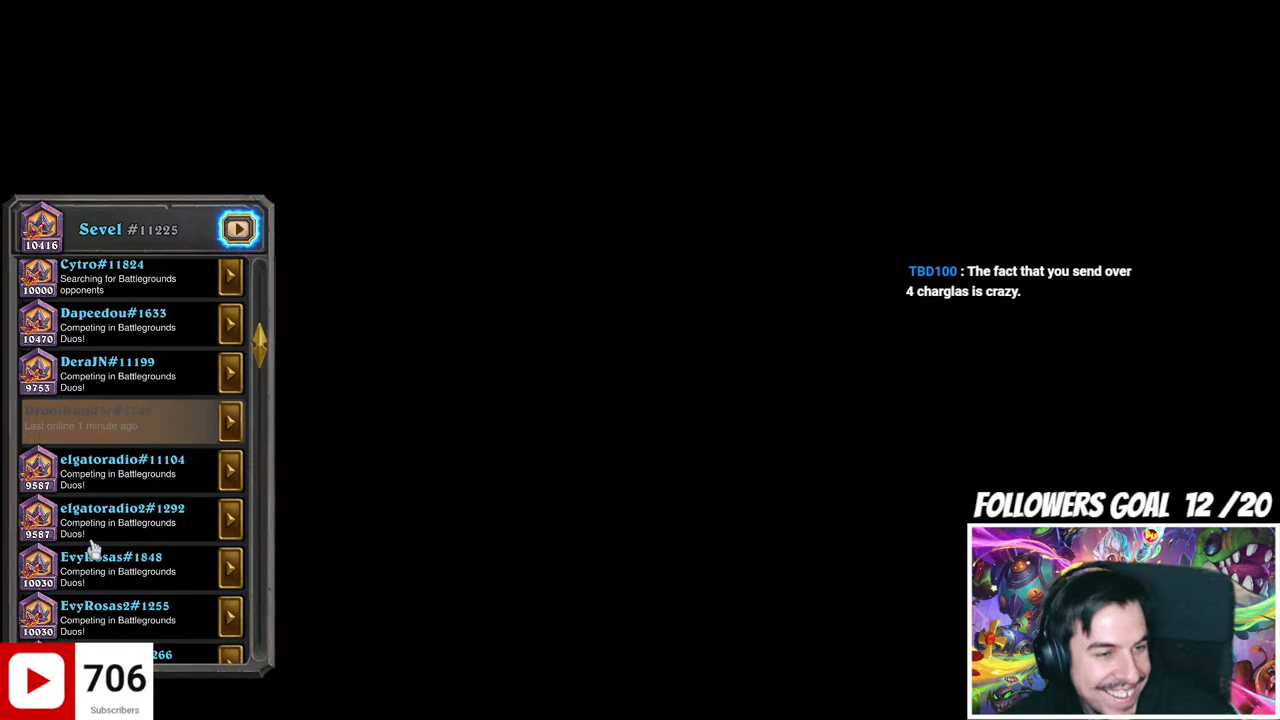 Sevel #11225
10416
Cytro#11824
Searching for Battlegrounds
opponents
10000
Dapeedou#1633
Competing in Battlegrounds
Duos!
10470
DeraJN#11199
Competing in Battlegrounds
Duos!
9753
Last online 1 minute ago
elgatoradio#11104
Competing in Battlegrounds
Duos!
9587
elgatoradio2#1292
Competing in Battlegrounds
Duos!
9587
EvyRosas#1848
Competing in Battlegrounds
Duos!
10030
EvyRosas2#1255
Competing in Battlegrounds
Duos!
10030
266
706
Subscribers
TBD100 : The fact that you send over
4 charglas is crazy.
FOLLOWERS GOAL 12 /20